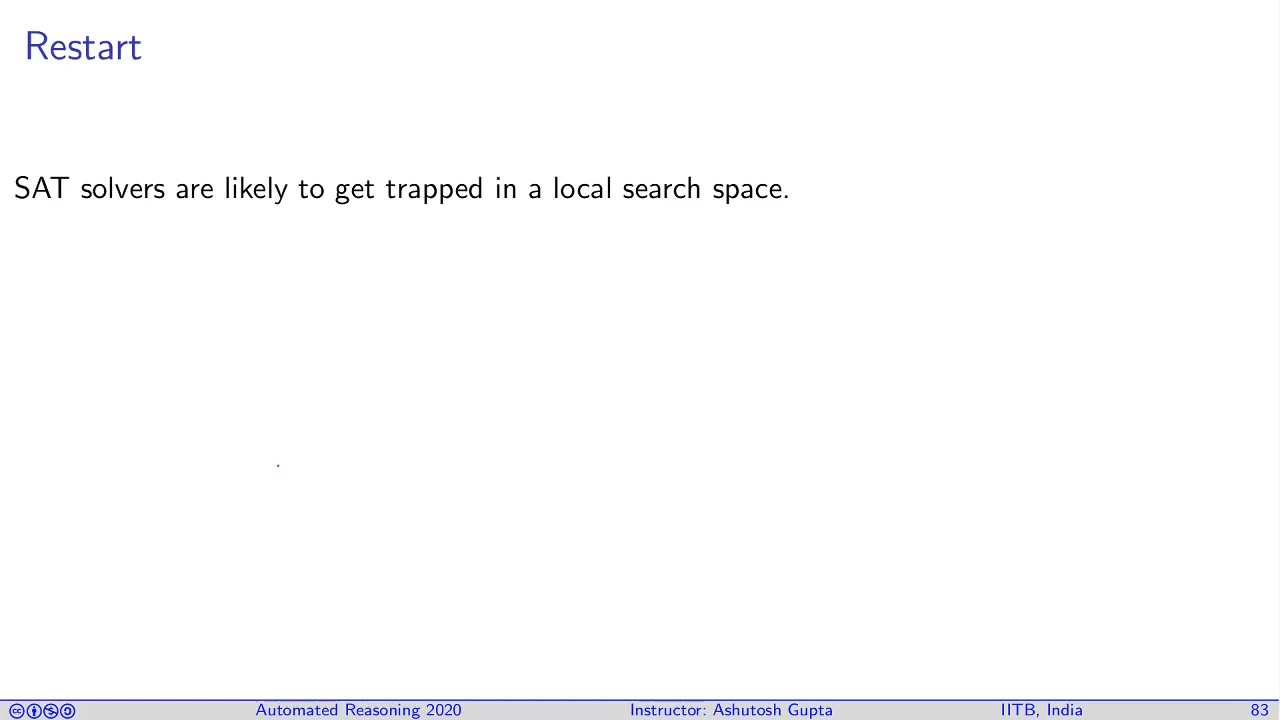 Restart
SAT solvers are likely to get trapped in a local search space.
Automated Reasoning 2020 Instructor: Ashutosh Gupta IITB, India 83